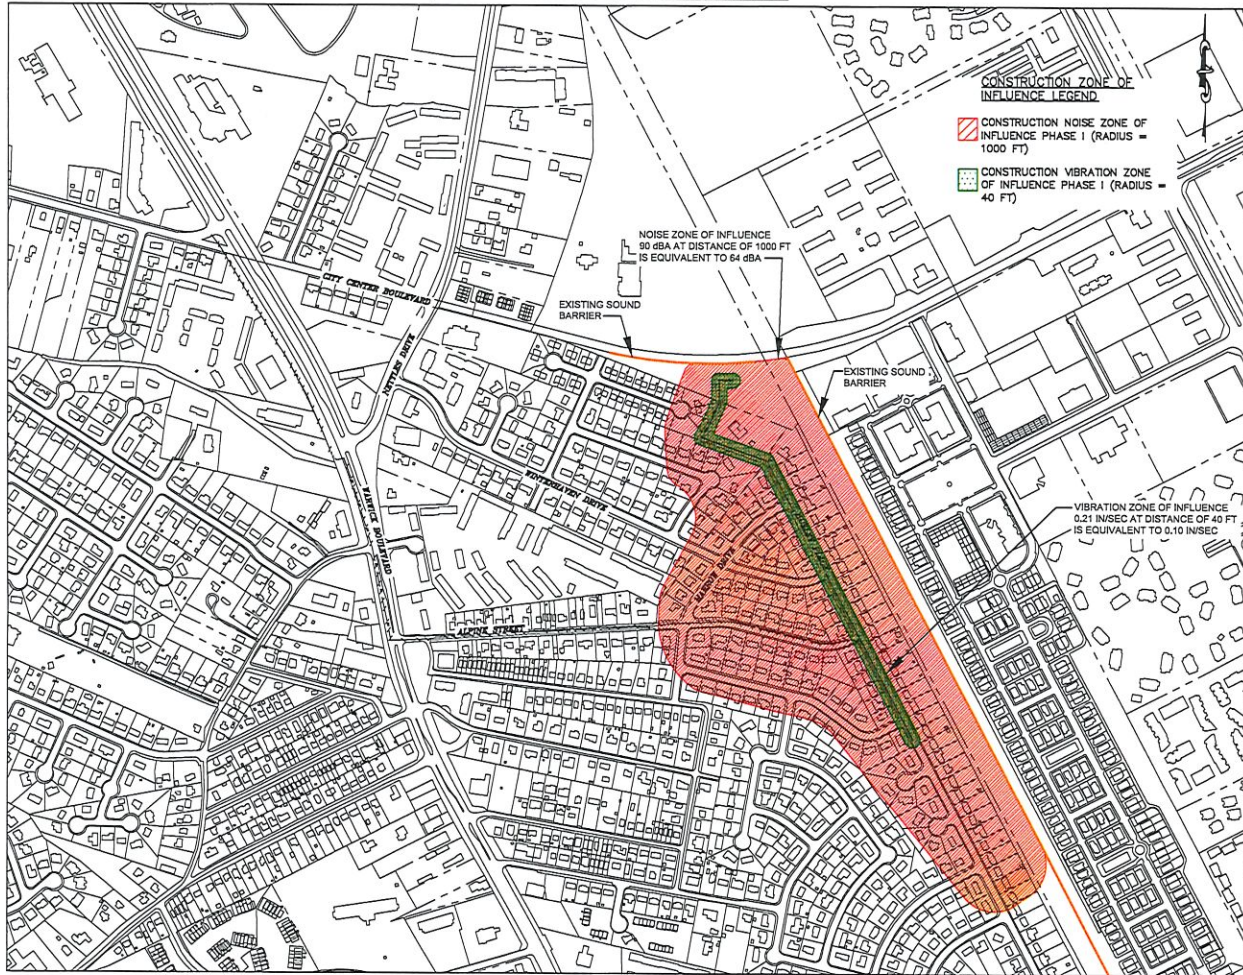 CONSTRUCTION ZONE OF
INFLUENCE LEGEND
CONSTRUCTION NOISE ZONE OF
INFLUENCE PHASE I (RADIUS =
1000 FT)
CONSTRUCTION VIBRATION ZONE
OF INFLUENCE PHASE I (RADIUS =
40 FT)
NOISE ZONE OF INFLUENCE
90 dBA AT DISTANCE OF 1000 FT
IS EQUIVALENT TO 64 dBA
CITY CENTER BOULEVARD
EXISTING SOUND
BARRIER
NETTLES DRIVE
EXISTING SOUND
BARRIER
WINTERHAVEN DRIVE
WARWICK BOULEVARD
VIBRATION ZONE OF INFLUENCE
0.21 IN/SEC AT DISTANCE OF 40 FT
IS EQUIVALENT TO 0.10 IN/SEC
DRIVE
ALPINE STREET